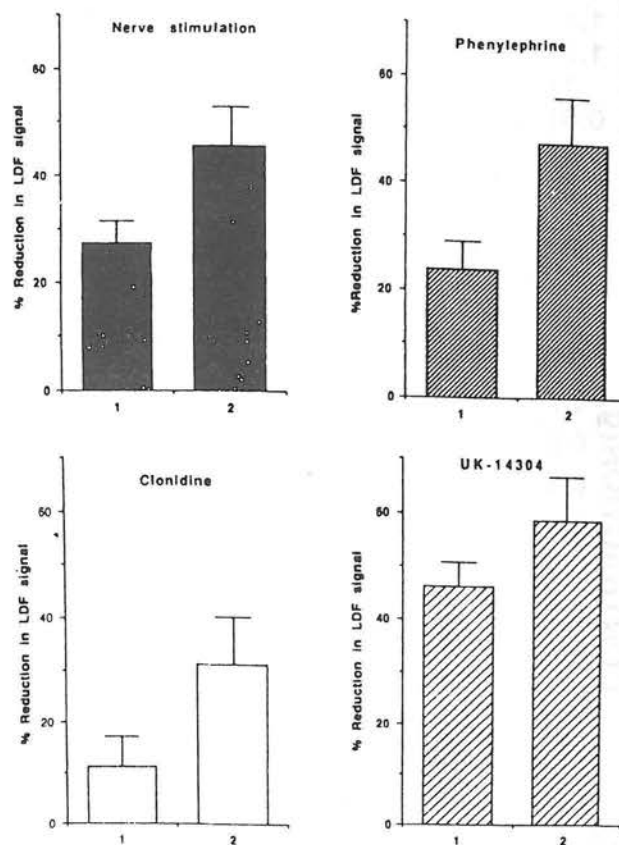 Nerve stimulation
% Reduction in LDF signal
60
40
20
0
1 2
Phenylephrine
%Reduction in LDF signal
60
40
20
0
1 2
Clonidine
% Reduction in LDF signal
60
40
20
0
1 2
UK-14304
% Reduction in LDF signal
60
40
20
0
1 2